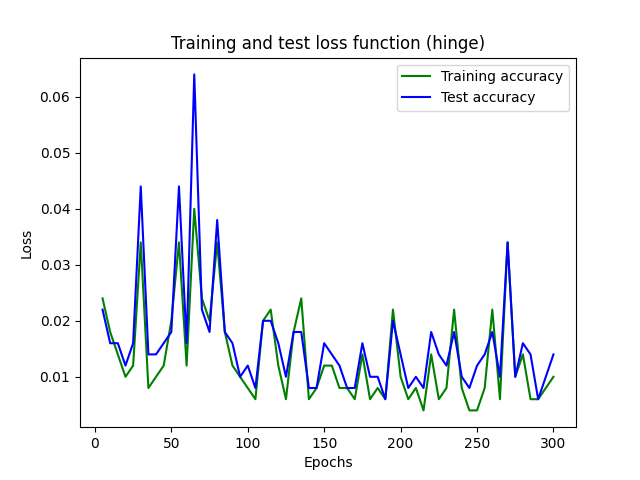 Training and test loss function (hinge)
Training accuracy
Test accuracy
0.06
0.05
0.04
0.03
0.02
0.01
Loss
0
50
100
150
200
250
300
Epochs